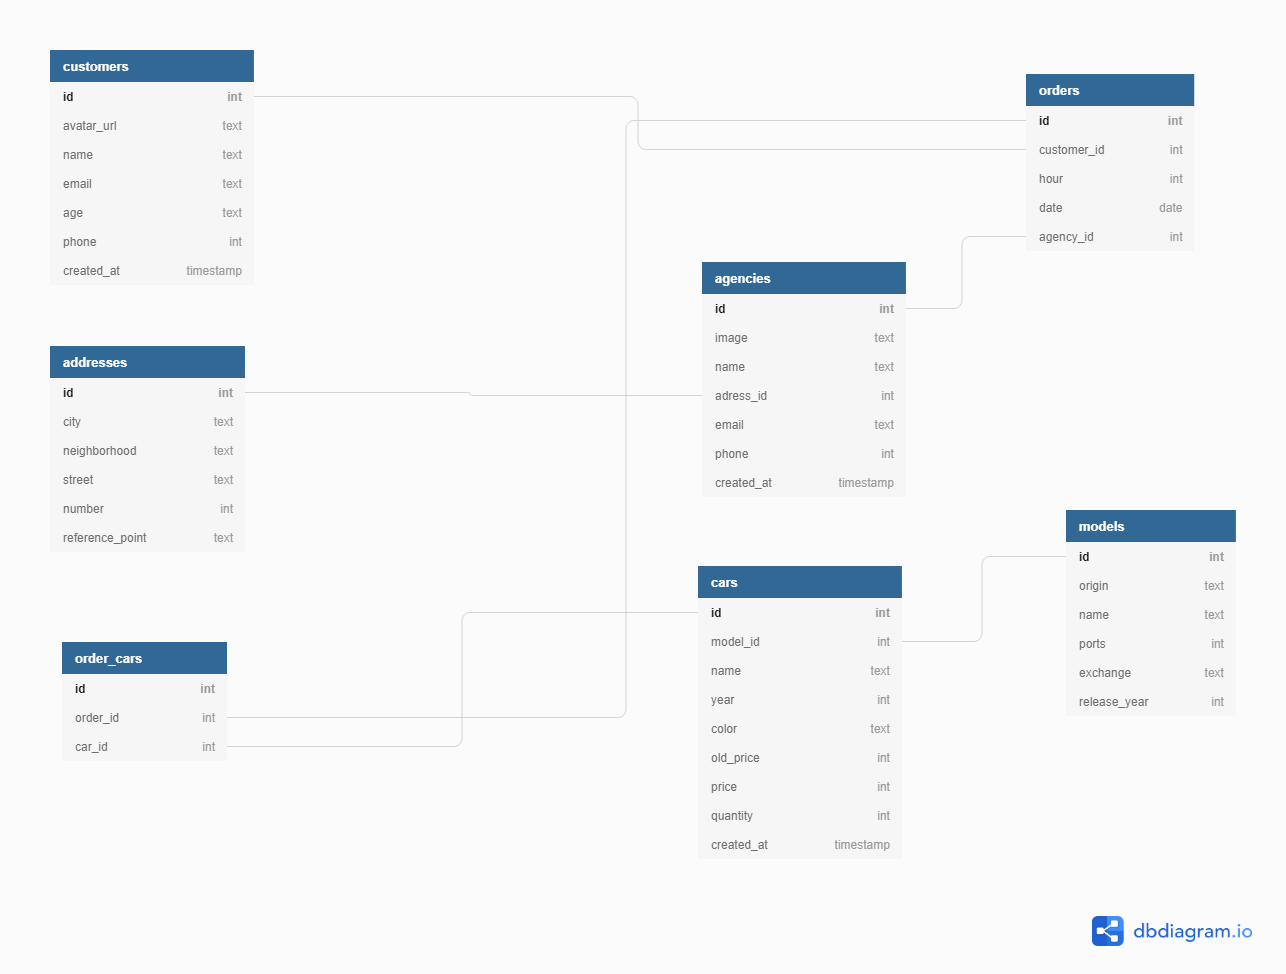 customers
id int
avatar_url text
name text
email text
age text
phone int
created_at timestamp
orders
id int
customer_id int
hour int
date date
agency_id int
agencies
id int
image text
name text
adress_id int
email text
phone int
created_at timestamp
addresses
id int
city text
neighborhood text
street text
number int
reference_point text
models
id int
origin text
name text
ports int
exchange text
release_year int
cars
id int
model_id int
name text
year int
color text
old_price int
price int
quantity int
created_at timestamp
order_cars
id int
order_id int
car_id int
dbdiagram.io